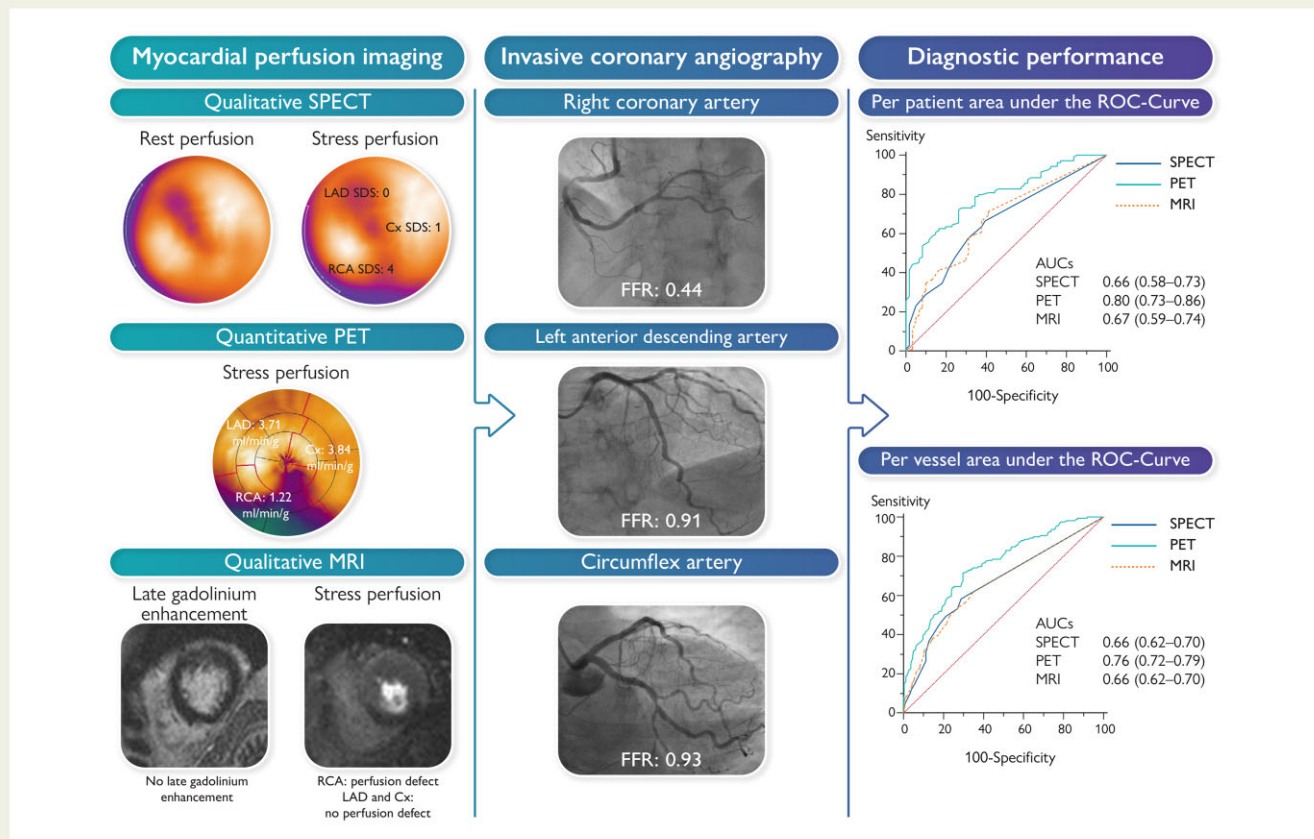 Myocardial perfusion imaging
Qualitative SPECT
Rest perfusion
Stress perfusion
LAD SDS: 0
Cx SDS: 1
RCA SDS: 4
Quantitative PET
Stress perfusion
LAD: 3.71
ml/min/g
Cx: 3.84
ml/min/g
RCA: 1.22
ml/min/g
Qualitative MRI
Late gadolinium
enhancement
Stress perfusion
No late gadolinium
enhancement
RCA: perfusion defect
LAD and Cx:
no perfusion defect
Invasive coronary angiography
Right coronary artery
FFR: 0.44
Left anterior descending artery
FFR: 0.91
Circumflex artery
FFR: 0.93
Diagnostic performance
Per patient area under the ROC-Curve
Sensitivity
100
80
60
40
20
0
0 20 40 60 80 100
100-Specificity
SPECT
PET
MRI
AUCs
SPECT 0.66 (0.58–0.73)
PET 0.80 (0.73–0.86)
MRI 0.67 (0.59–0.74)
Per vessel area under the ROC-Curve
Sensitivity
100
80
60
40
20
0
0 20 40 60 80 100
100-Specificity
SPECT
PET
MRI
AUCs
SPECT 0.66 (0.62–0.70)
PET 0.76 (0.72–0.79)
MRI 0.66 (0.62–0.70)